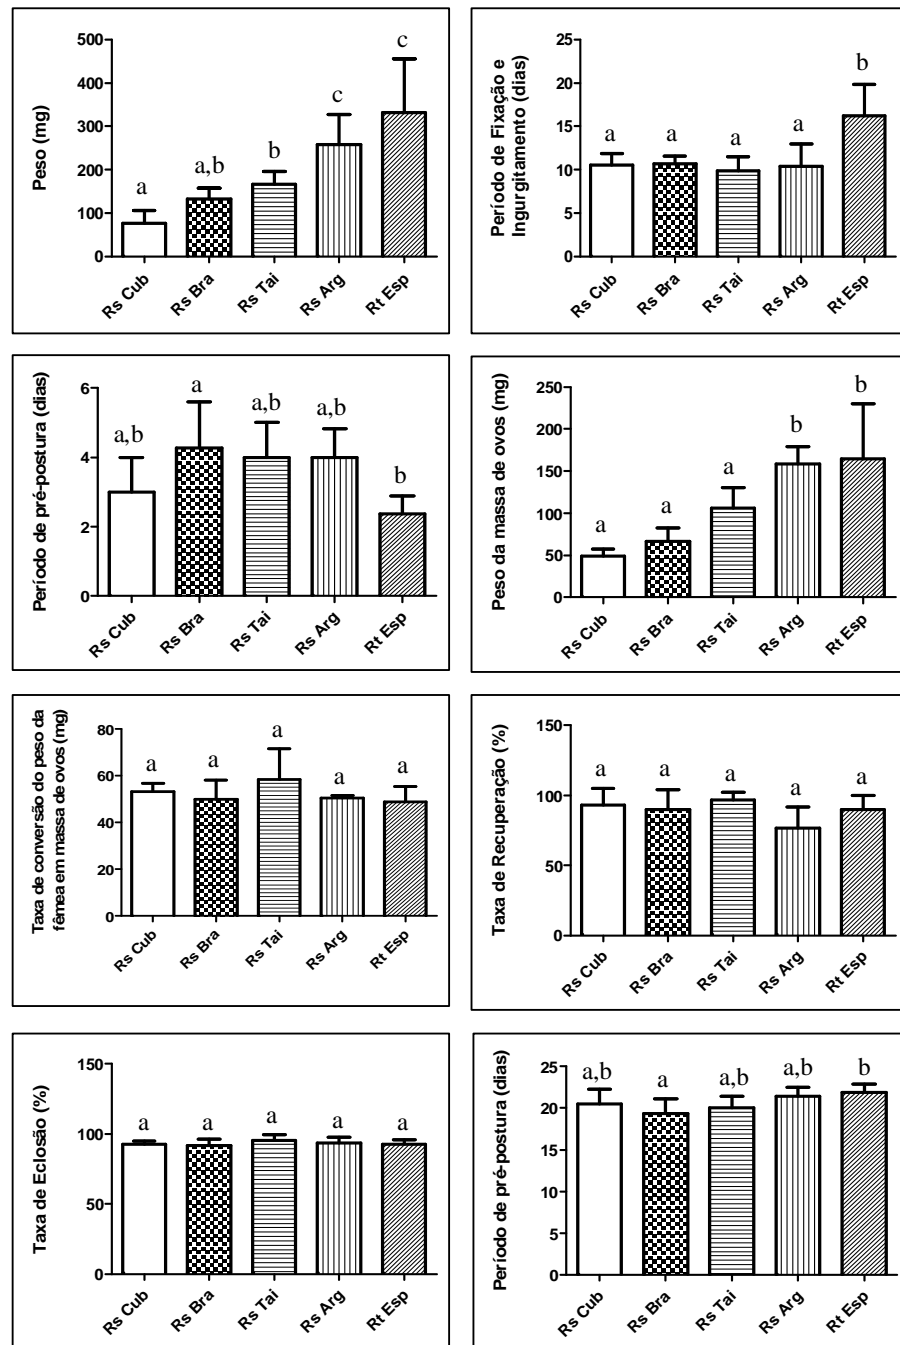 Peso (mg)
500
400
300
200
100
0
a
a,b
b
c
c
Rs Cub
Rs Bra
Rs Tai
Rs Arg
Rt Esp
Período de Fixação e
Ingurgitamento (dias)
25
20
15
10
5
0
a
a
a
a
b
Rs Cub
Rs Bra
Rs Tai
Rs Arg
Rt Esp
Período de pré-postura (dias)
6
4
2
0
a,b
a
a,b
a,b
b
Rs Cub
Rs Bra
Rs Tai
Rs Arg
Rt Esp
Peso da massa de ovos (mg)
250
200
150
100
50
0
a
a
a
b
b
Rs Cub
Rs Bra
Rs Tai
Rs Arg
Rt Esp
Taxa de conversão do peso da
fêmea em massa de ovos (mg)
80
60
40
20
0
a
a
a
a
a
Rs Cub
Rs Bra
Rs Tai
Rs Arg
Rt Esp
Taxa de Recuperação (%)
150
100
50
0
a
a
a
a
a
Rs Cub
Rs Bra
Rs Tai
Rs Arg
Rt Esp
Taxa de Eclosão (%)
150
100
50
0
a
a
a
a
a
Rs Cub
Rs Bra
Rs Tai
Rs Arg
Rt Esp
Período de pré-postura (dias)
25
20
15
10
5
0
a,b
a
a,b
a,b
b
Rs Cub
Rs Bra
Rs Tai
Rs Arg
Rt Esp